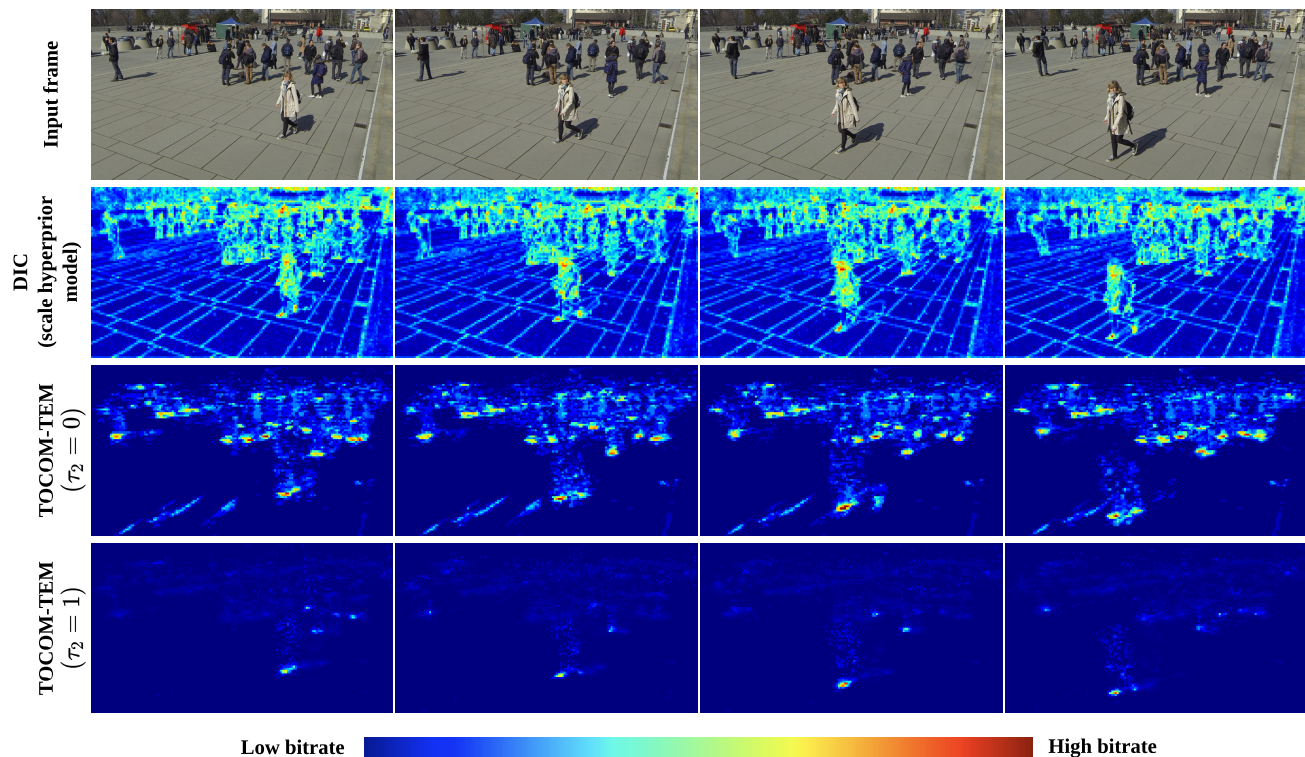 Input frame
DIC
(scale hyperprior
model)
TOCOM-TEM
(τ₂ = 0)
TOCOM-TEM
(τ₂ = 1)
Low bitrate
High bitrate